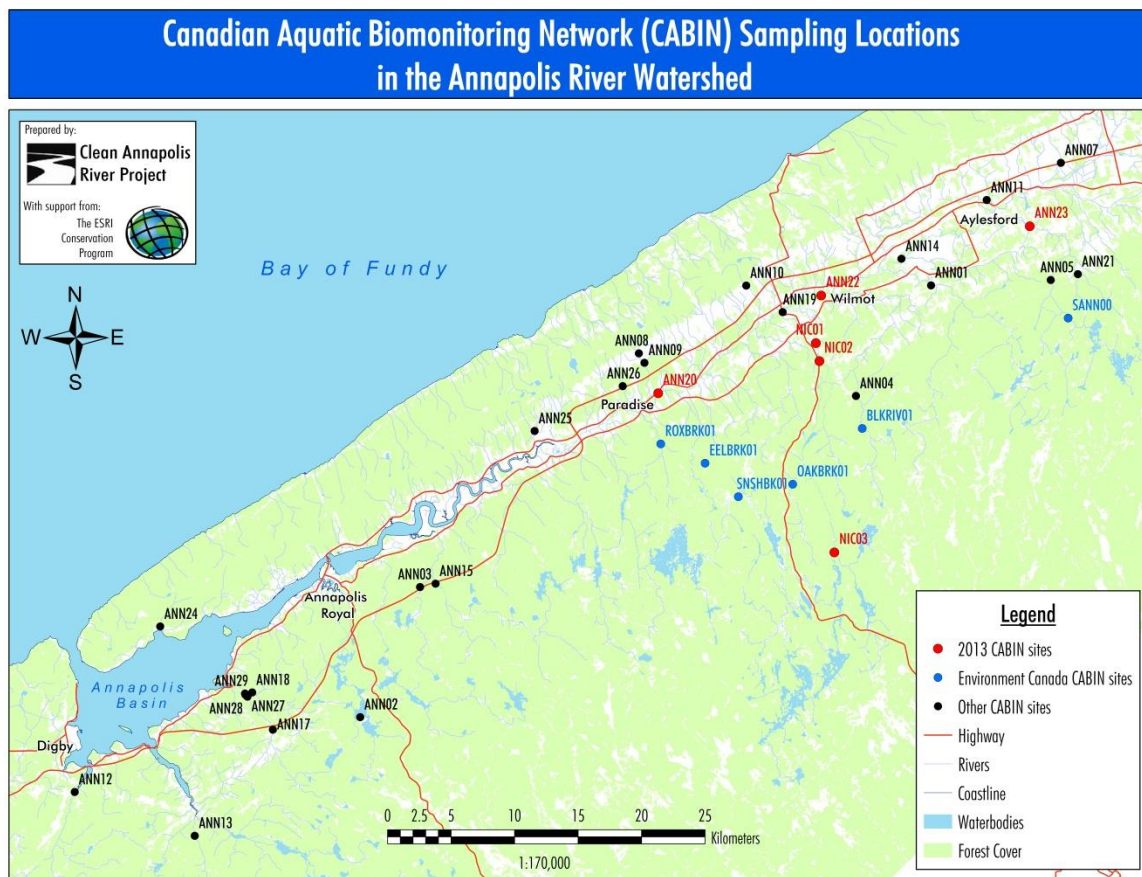 Canadian Aquatic Biomonitoring Network (CABIN) Sampling Locations
in the Annapolis River Watershed
Prepared by:
Clean Annapolis
River Project
With support from:
The ESRI
Conservation
Program
Bay of Fundy
N
W E
S
ANN07
ANN11
Aylesford
ANN23
ANN14
ANN10
ANN01
ANN05
ANN21
ANN22
Wilmot
ANN19
SANN00
NIC01
NIC02
ANN08
ANN09
ANN26
ANN20
Paradise
ANN04
ANN25
BLKRIV01
ROXBRK01
EELBRK01
SNSHBK01
OAKBRK01
NIC03
ANN03
ANN15
Annapolis
Royal
ANN24
Annapolis
Basin
ANN29
ANN18
ANN28
ANN27
ANN17
ANN02
Digby
ANN12
ANN13
0 2.5 5 10 15 20 25
Kilometers
1:170,000
Legend
2013 CABIN sites
Environment Canada CABIN sites
Other CABIN sites
Highway
Rivers
Coastline
Waterbodies
Forest Cover